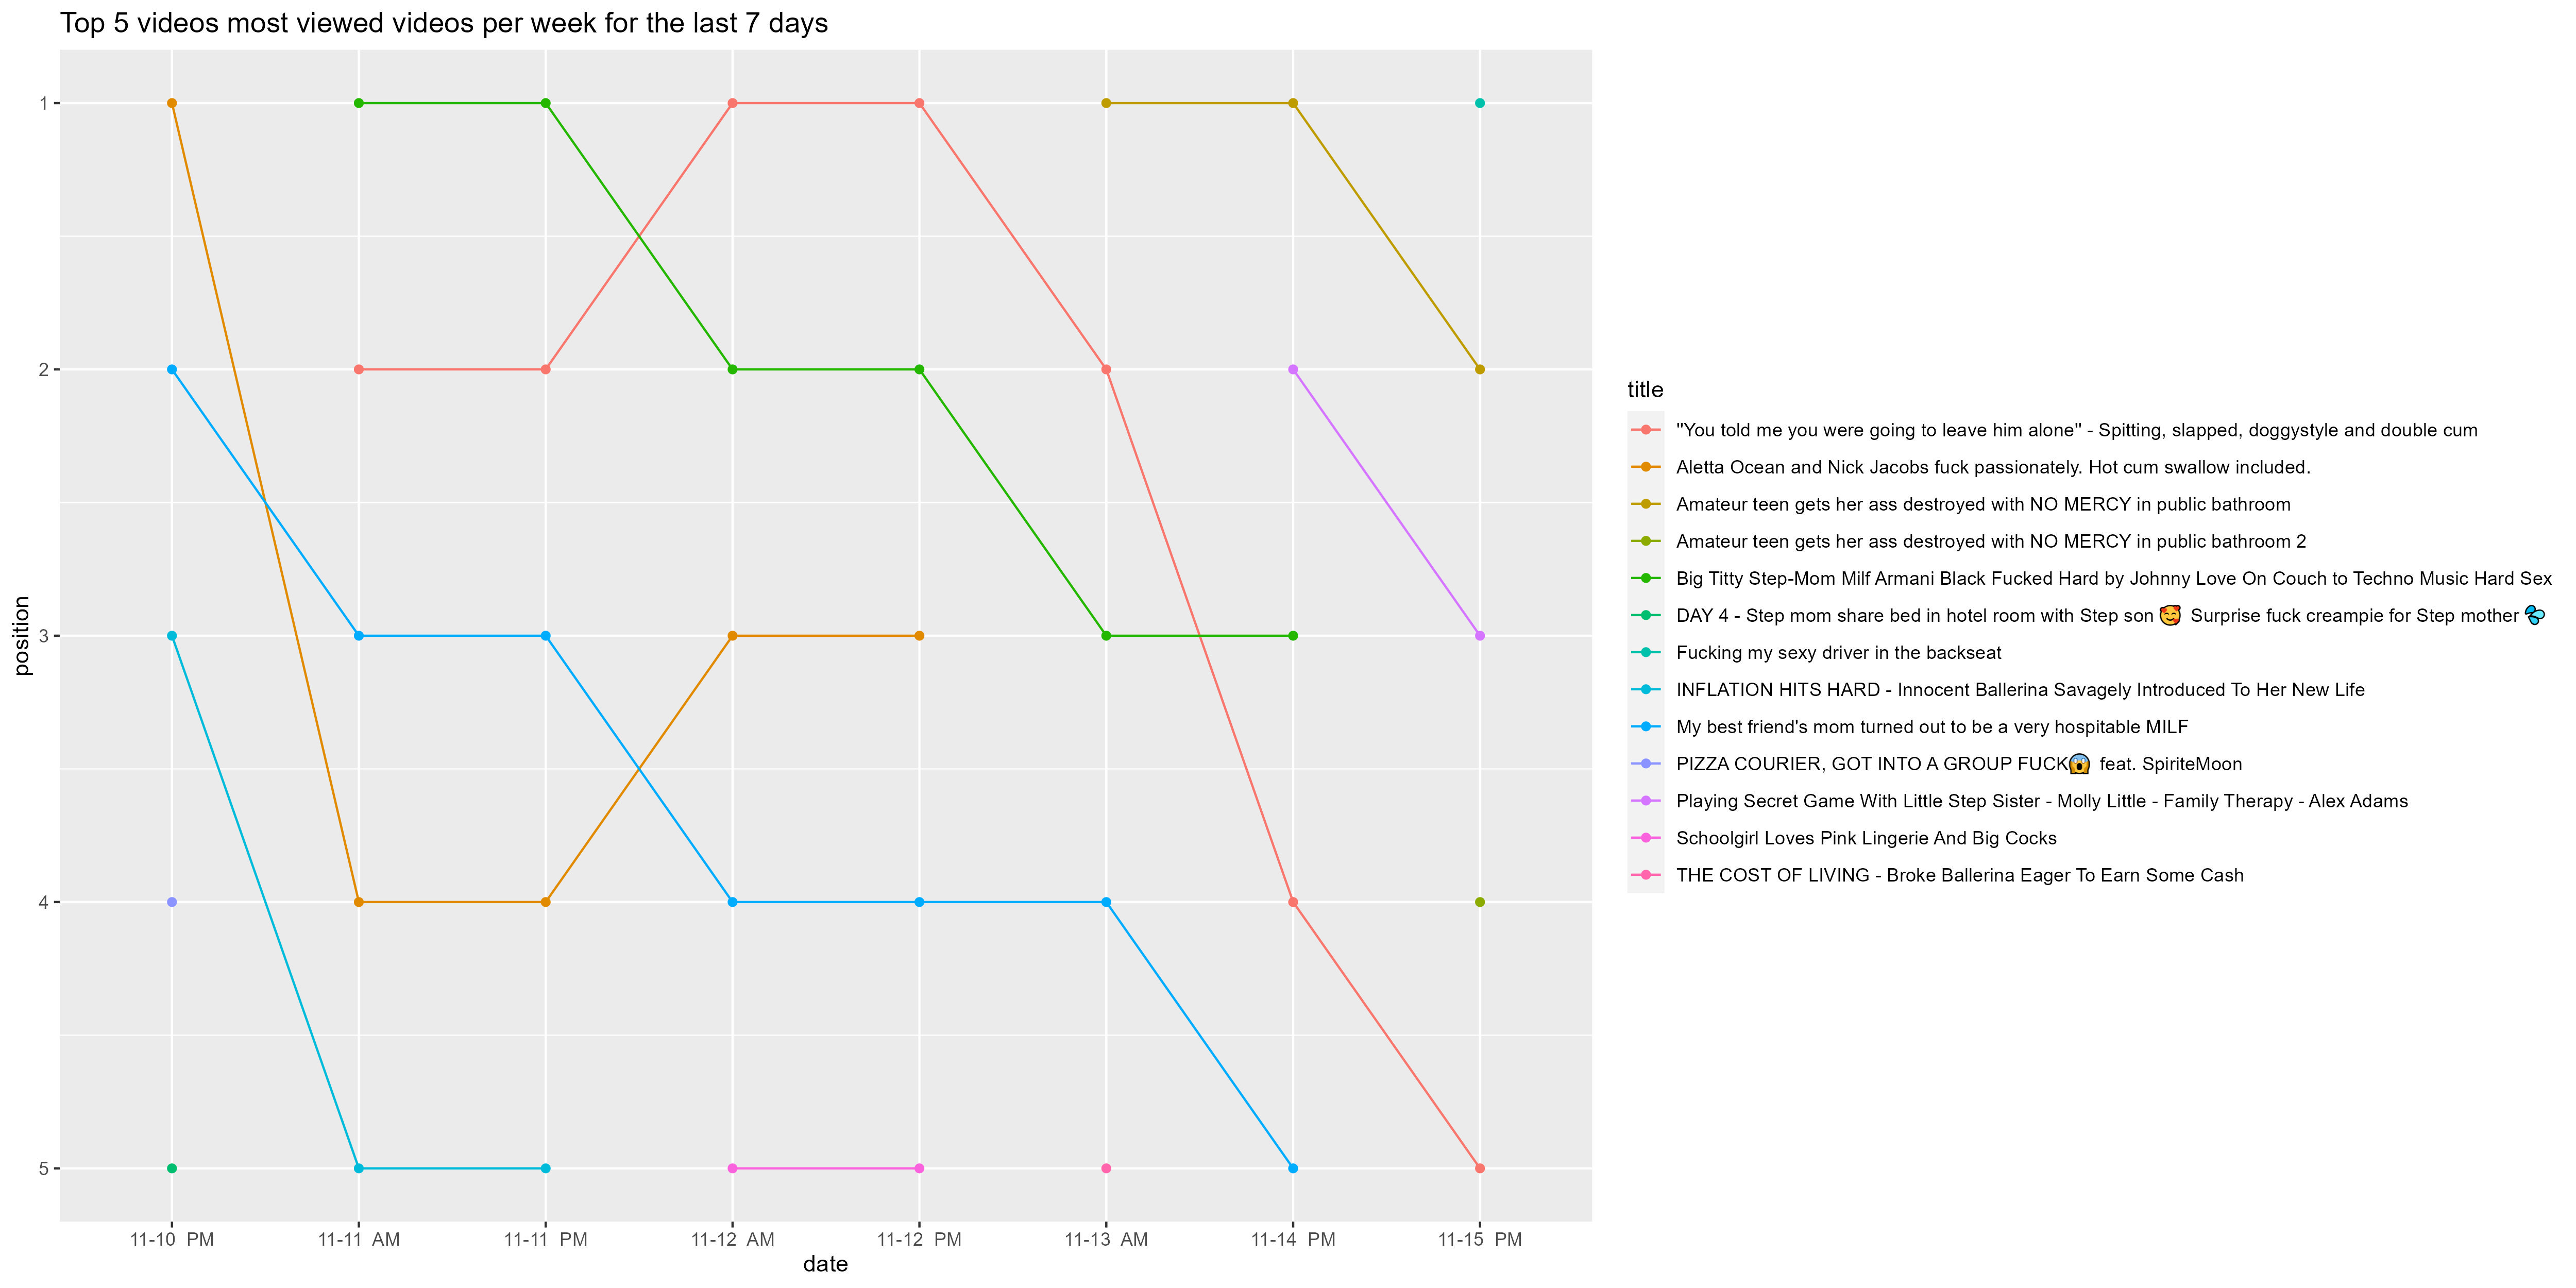 Top 5 videos most viewed videos per week for the last 7 days
position
1
2
3
4
5
11-10 PM
11-11 AM
11-11 PM
11-12 AM
11-12 PM
11-13 AM
11-14 PM
11-15 PM
date
title
"You told me you were going to leave him alone" - Spitting, slapped, doggystyle and double cum
Aletta Ocean and Nick Jacobs fuck passionately. Hot cum swallow included.
Amateur teen gets her ass destroyed with NO MERCY in public bathroom
Amateur teen gets her ass destroyed with NO MERCY in public bathroom 2
Big Titty Step-Mom Milf Armani Black Fucked Hard by Johnny Love On Couch to Techno Music Hard Sex
DAY 4 - Step mom share bed in hotel room with Step son 🥰 Surprise fuck creampie for Step mother 💦
Fucking my sexy driver in the backseat
INFLATION HITS HARD - Innocent Ballerina Savagely Introduced To Her New Life
My best friend's mom turned out to be a very hospitable MILF
PIZZA COURIER, GOT INTO A GROUP FUCK😱 feat. SpiriteMoon
Playing Secret Game With Little Step Sister - Molly Little - Family Therapy - Alex Adams
Schoolgirl Loves Pink Lingerie And Big Cocks
THE COST OF LIVING - Broke Ballerina Eager To Earn Some Cash